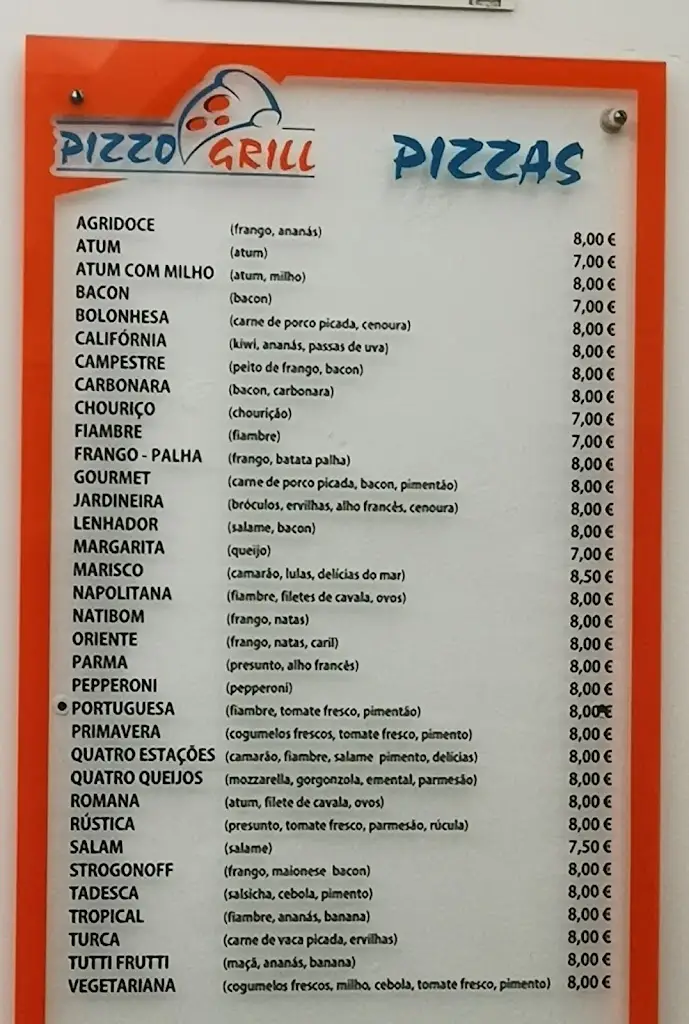 PIZZO GRILL
PIZZAS
AGRIDOCE (frango, ananás) 8,00 €
ATUM (atum) 7,00 €
ATUM COM MILHO (atum, milho) 8,00 €
BACON (bacon) 7,00 €
BOLONHESA (carne de porco picada, cenoura) 8,00 €
CALIFÓRNIA (kiwi, ananás, passas de uva) 8,00 €
CAMPESTRE (peito de frango, bacon) 8,00 €
CARBONARA (bacon, carbonara) 8,00 €
CHOURIÇO (chourição) 7,00 €
FIAMBRE (fiambre) 7,00 €
FRANGO - PALHA (frango, batata palha) 8,00 €
GOURMET (carne de porco picada, bacon, pimentão) 8,00 €
JARDINEIRA (bróculos, ervilhas, alho francês, cenoura) 8,00 €
LENHADOR (salame, bacon) 8,00 €
MARGARITA (queijo) 7,00 €
MARISCO (camarão, lulas, delícias do mar) 8,50 €
NAPOLITANA (fiambre, filetes de cavala, ovos) 8,00 €
NATIBOM (frango, natas) 8,00 €
ORIENTE (frango, natas, caril) 8,00 €
PARMA (presunto, alho francês) 8,00 €
PEPPERONI (pepperoni) 8,00 €
PORTUGUESA (fiambre, tomate fresco, pimentão) 8,00 €
PRIMAVERA (cogumelos frescos, tomate fresco, pimento) 8,00 €
QUATRO ESTAÇÕES (camarão, fiambre, salame pimento, delícias) 8,00 €
QUATRO QUEIJOS (mozzarella, gorgonzola, emental, parmesão) 8,00 €
ROMANA (atum, filete de cavala, ovos) 8,00 €
RÚSTICA (presunto, tomate fresco, parmesão, rúcula) 8,00 €
SALAM (salame) 7,50 €
STROGONOFF (frango, maionese bacon) 8,00 €
TADESCA (salsicha, cebola, pimento) 8,00 €
TROPICAL (fiambre, ananás, banana) 8,00 €
TURCA (carne de vaca picada, ervilhas) 8,00 €
TUTTI FRUTTI (maçã, ananás, banana) 8,00 €
VEGETARIANA (cogumelos frescos, milho, cebola, tomate fresco, pimento) 8,00 €